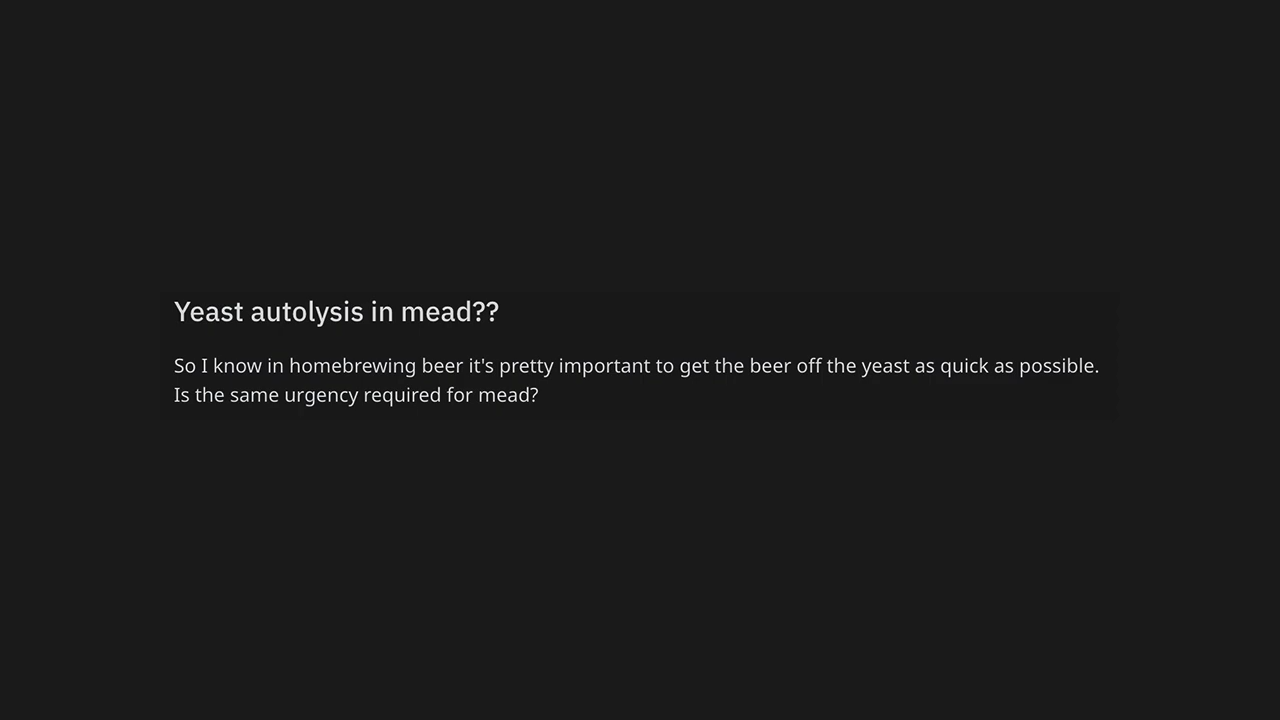 Yeast autolysis in mead??
So I know in homebrewing beer it's pretty important to get the beer off the yeast as quick as possible.
Is the same urgency required for mead?